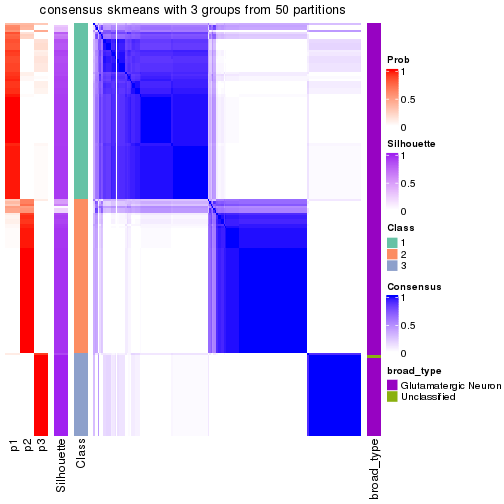 consensus skmeans with 3 groups from 50 partitions
Prob
1
0.5
0
Silhouette
1
0.5
0
Class
1
2
3
Consensus
1
0.5
0
broad_type
Glutamatergic Neuron
Unclassified
p1
p2
p3
Silhouette
Class
broad_type